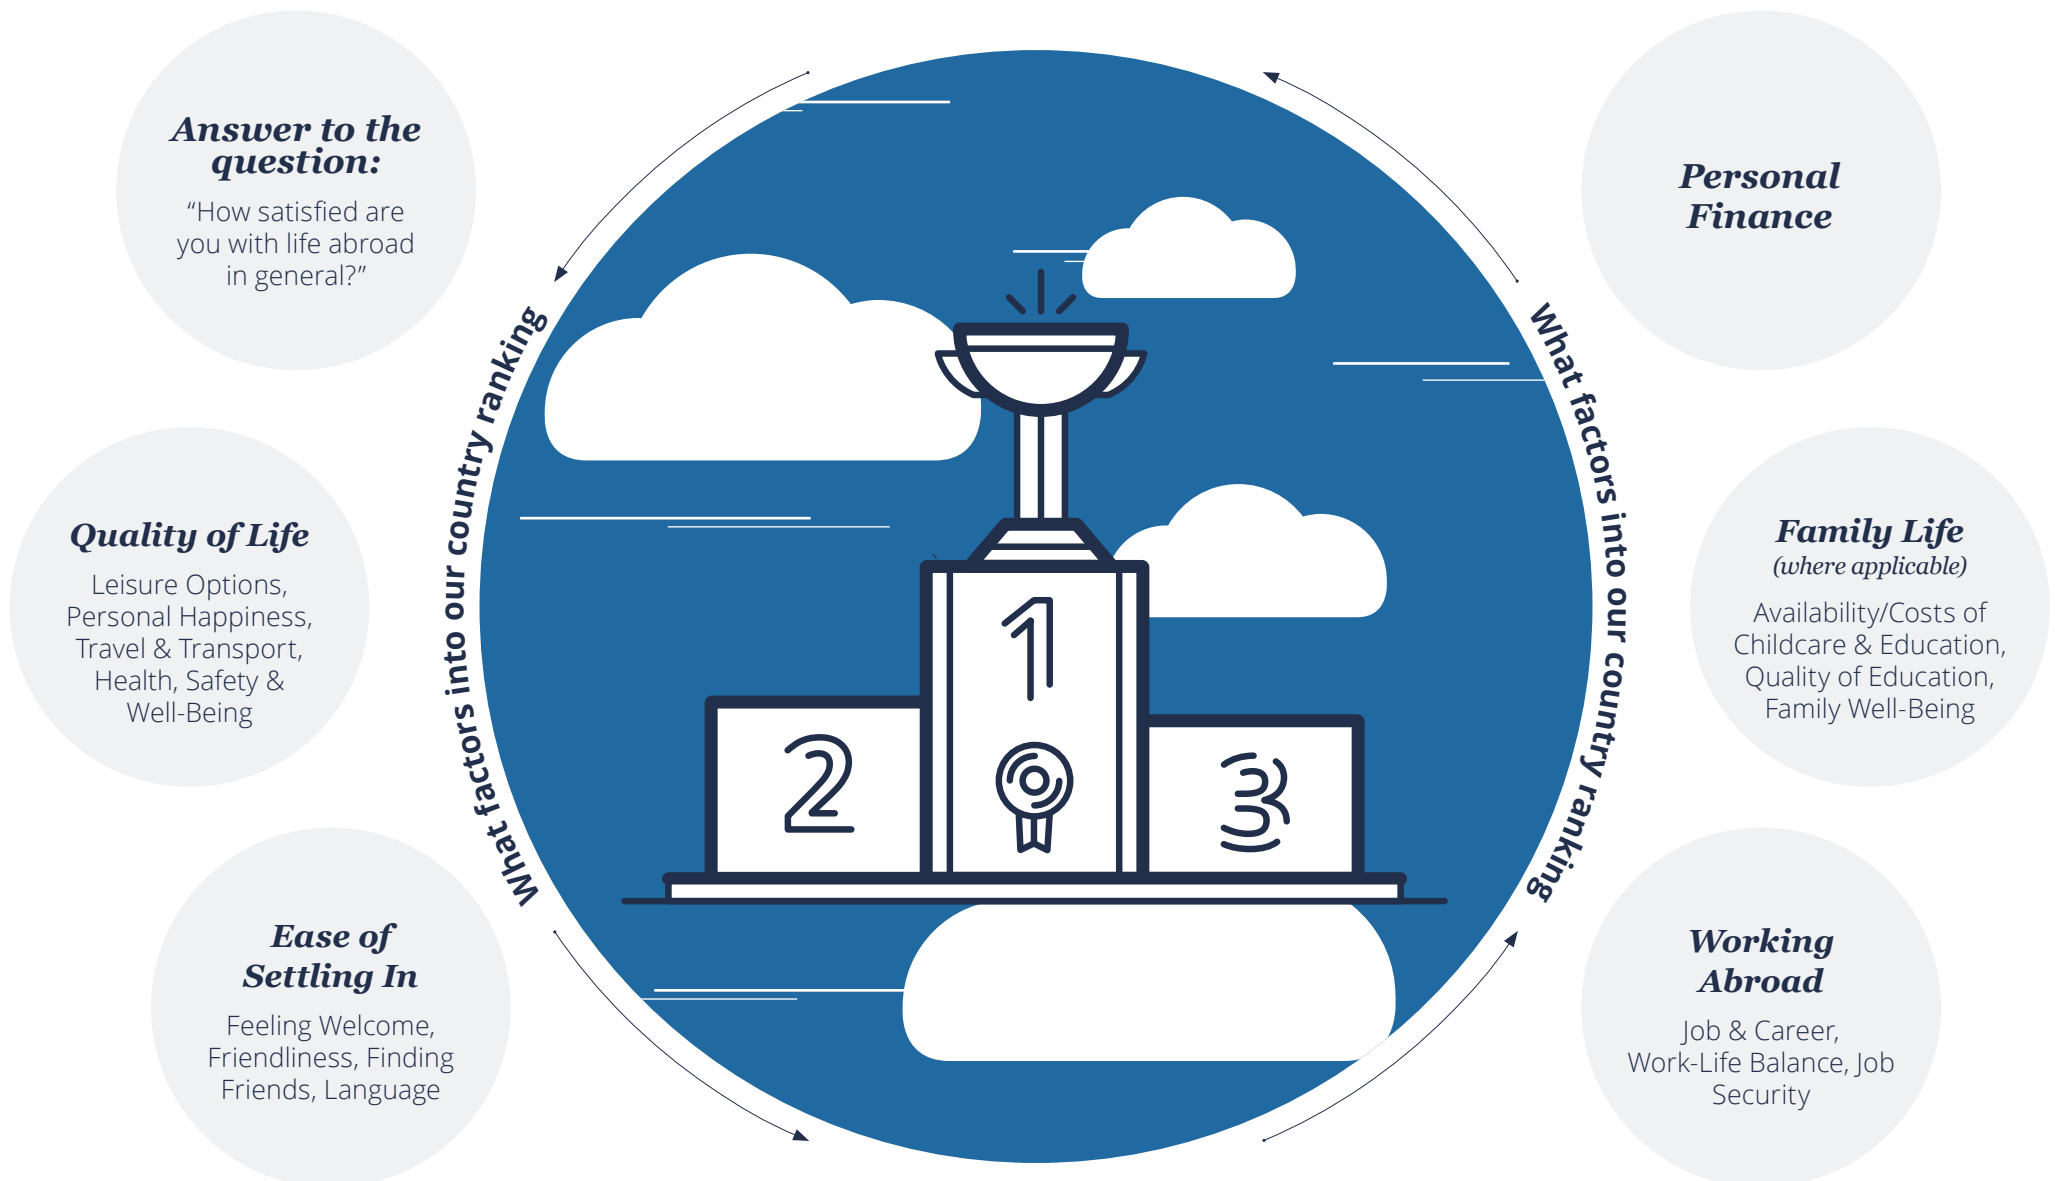 Answer to the
question:
“How satisfied are
you with life abroad
in general?”
Quality of Life
Leisure Options,
Personal Happiness,
Travel & Transport,
Health, Safety &
Well-Being
Ease of
Settling In
Feeling Welcome,
Friendliness, Finding
Friends, Language
What factors into our country ranking
1
2
3
What factors into our country ranking
Personal
Finance
Family Life
(where applicable)
Availability/Costs of
Childcare & Education,
Quality of Education,
Family Well-Being
Working
Abroad
Job & Career,
Work-Life Balance, Job
Security